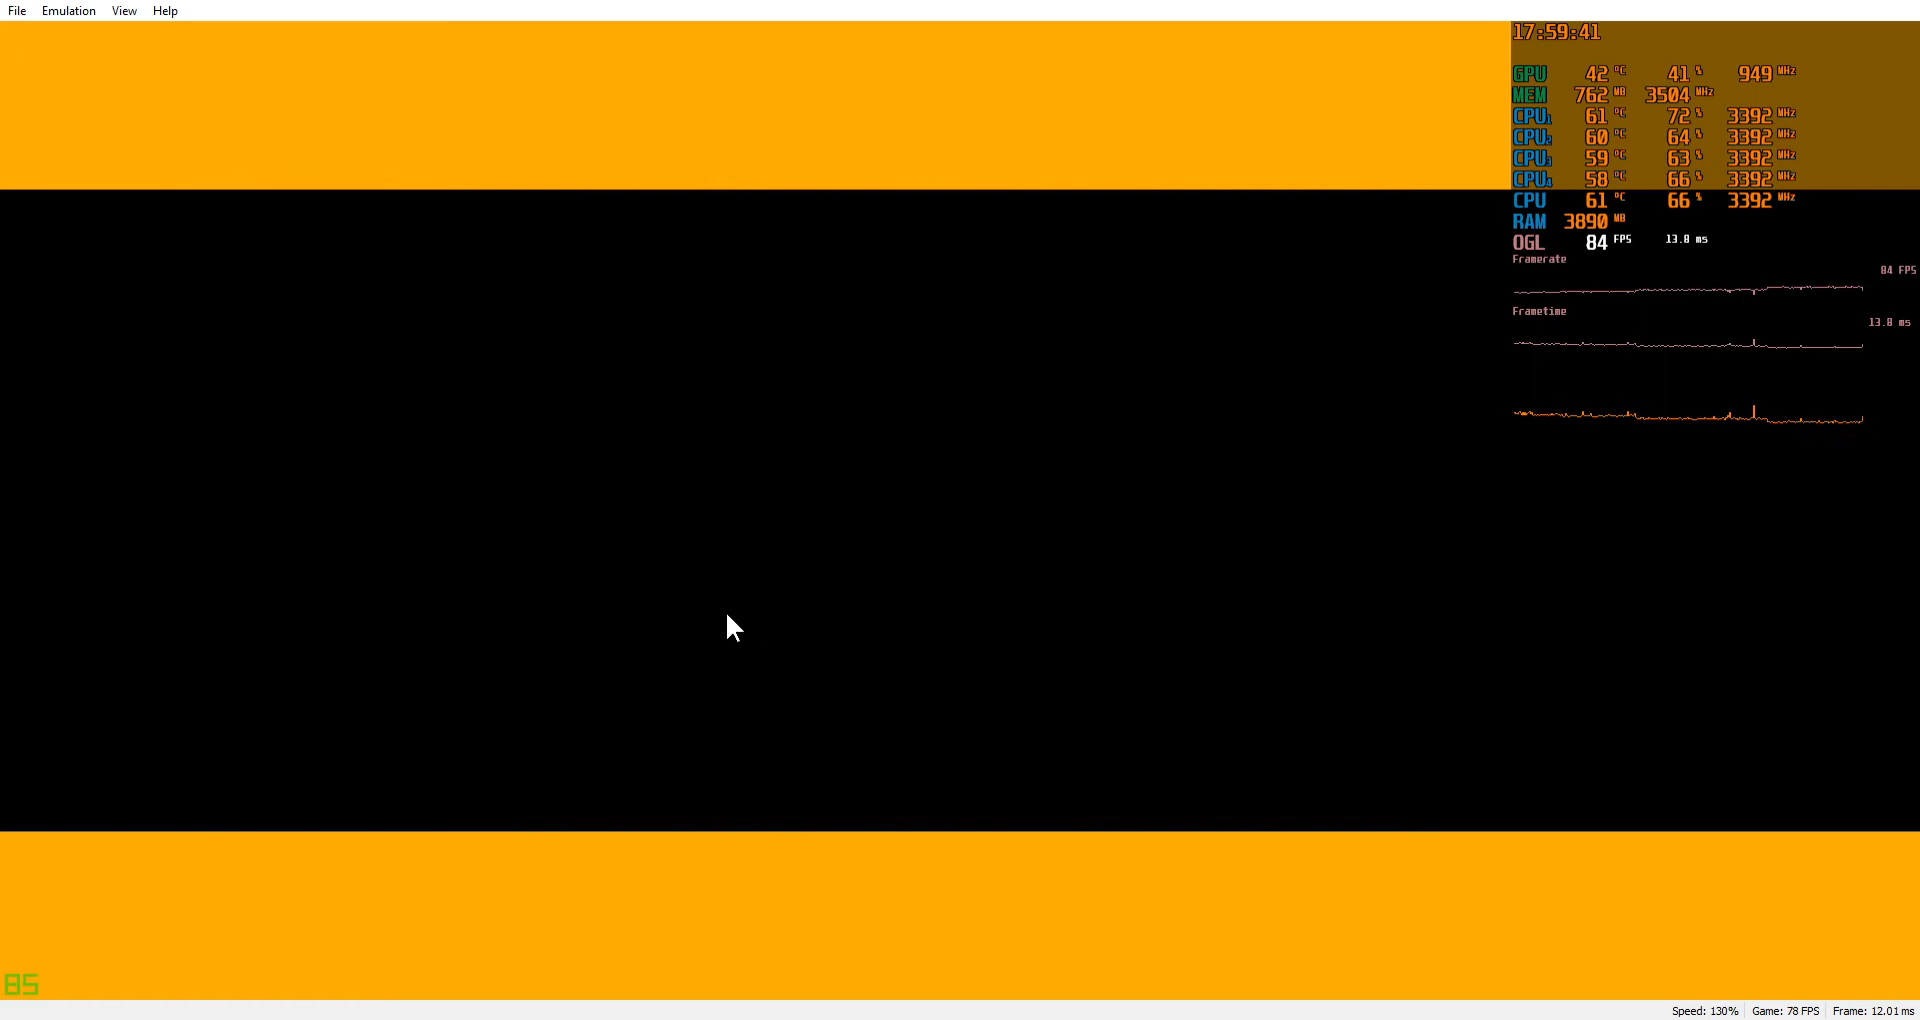 File Emulation View Help
17:59:41
GPU 42 °C 41 % 949 MHz
MEM 762 MB 3504 MHz
CPU1 61 °C 72 % 3392 MHz
CPU2 60 °C 64 % 3392 MHz
CPU3 59 °C 63 % 3392 MHz
CPU4 58 °C 66 % 3392 MHz
CPU 61 °C 66 % 3392 MHz
RAM 3890 MB
OGL 84 FPS 13.8 ms
Framerate
84 FPS
Frametime
13.8 ms
85
Speed: 130% Game: 78 FPS Frame: 12.01 ms